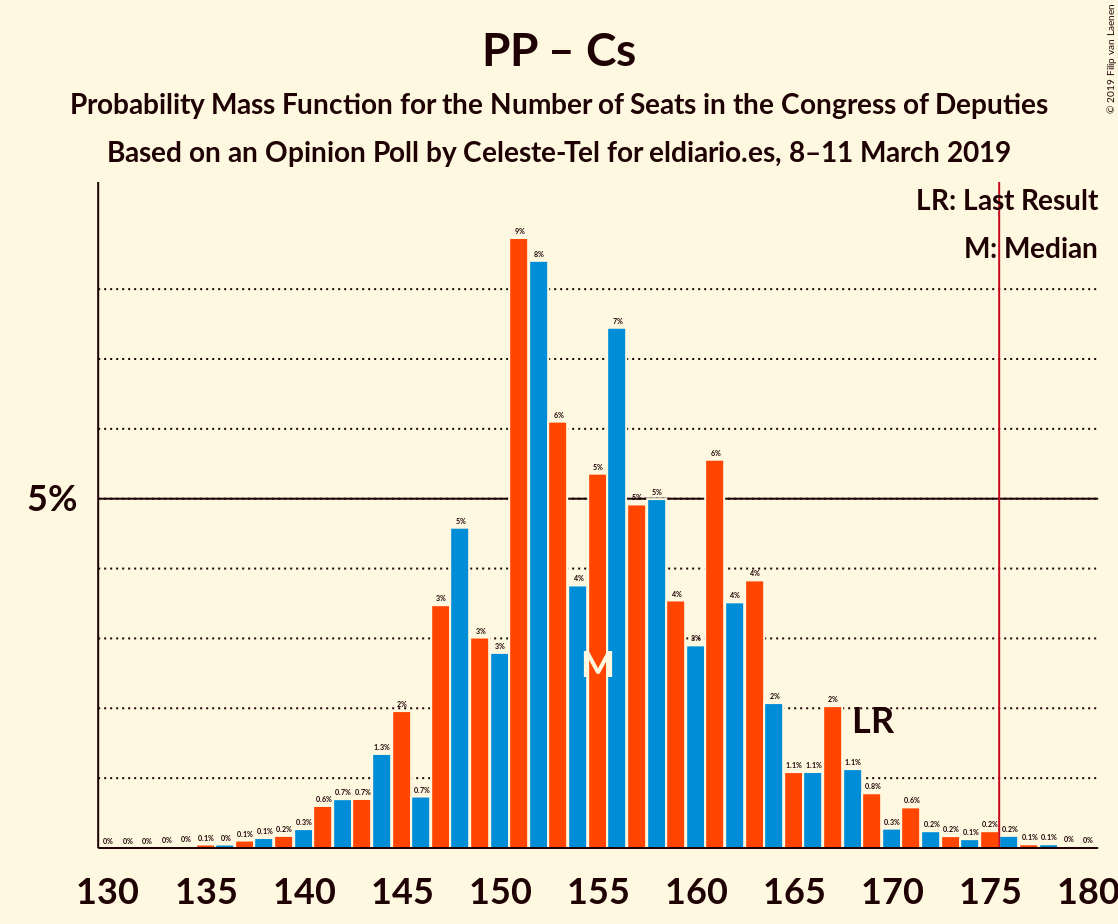 PP – Cs
Probability Mass Function for the Number of Seats in the Congress of Deputies
Based on an Opinion Poll by Celeste-Tel for eldiario.es, 8–11 March 2019
© 2019 Filip van Laenen
LR: Last Result
M: Median
5%
0% 0% 0% 0% 0% 0.1% 0% 0.1% 0.1% 0.2% 0.3% 0.6% 0.7% 0.7% 1.3% 2% 0.7% 3% 5% 3% 3% 9% 8% 6% 4% 5% 7% 5% 5% 4% 3% 6% 4% 4% 2% 1.1% 1.1% 2% 1.1% 0.8% 0.3% 0.6% 0.2% 0.2% 0.1% 0.2% 0.2% 0.1% 0.1% 0% 0%
M
LR
130 135 140 145 150 155 160 165 170 175 180